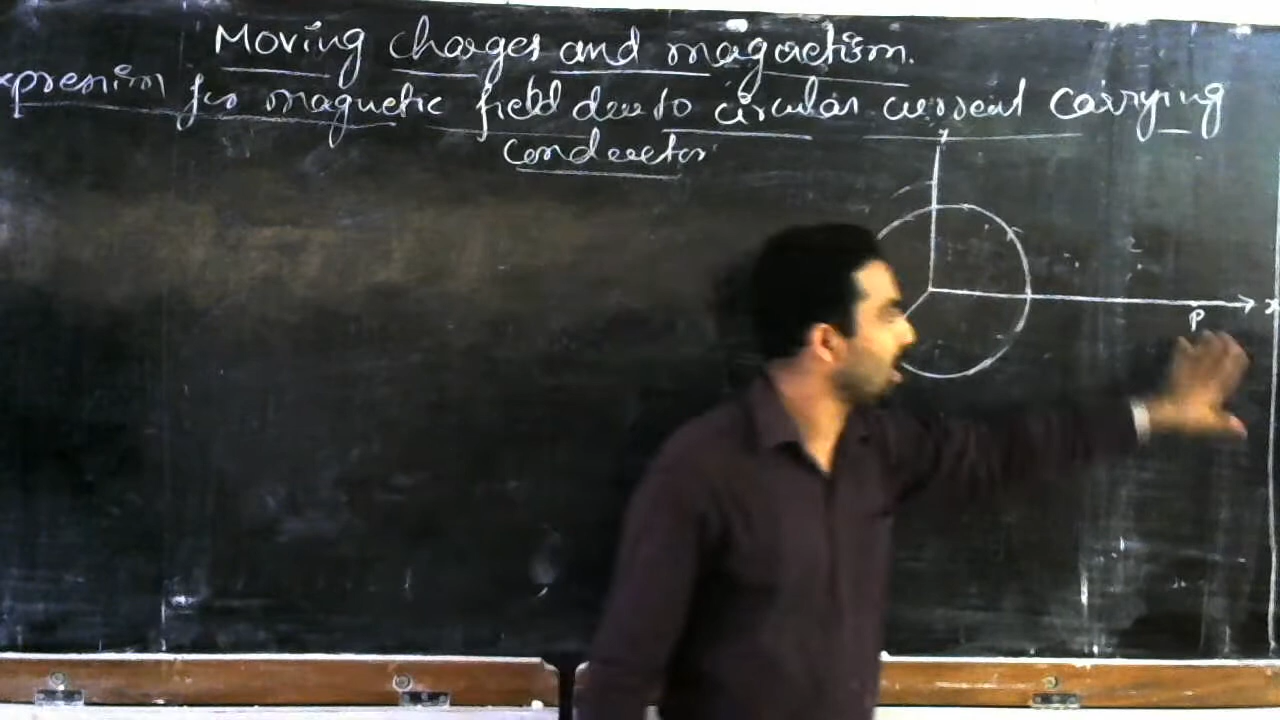 Moving charges and magnetism.
xpression for magnetic field due to circular current carrying
conductor
y
x
P